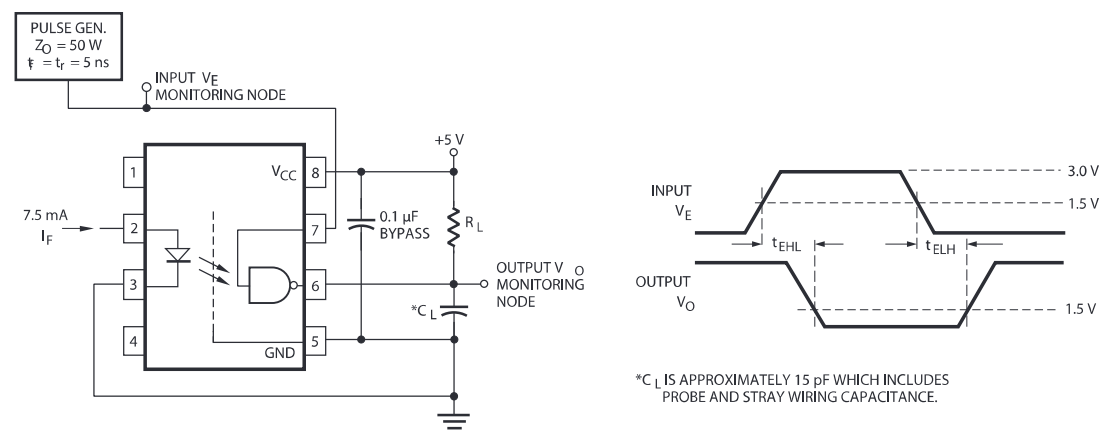 PULSE GEN.
ZO = 50 W
tf = tr = 5 ns
INPUT VE
MONITORING NODE
+5 V
1
VCC
8
7.5 mA
IF
2
7
0.1 µF
BYPASS
RL
3
6
OUTPUT VO
MONITORING
NODE
*CL
4
GND
5
INPUT
VE
3.0 V
1.5 V
tEHL
tELH
OUTPUT
VO
1.5 V
*CL IS APPROXIMATELY 15 pF WHICH INCLUDES
PROBE AND STRAY WIRING CAPACITANCE.